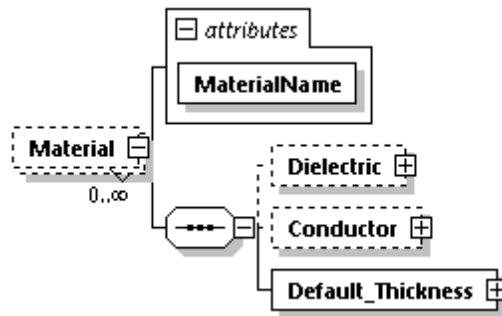 attributes
MaterialName
Material
0..∞
Dielectric
Conductor
Default_Thickness